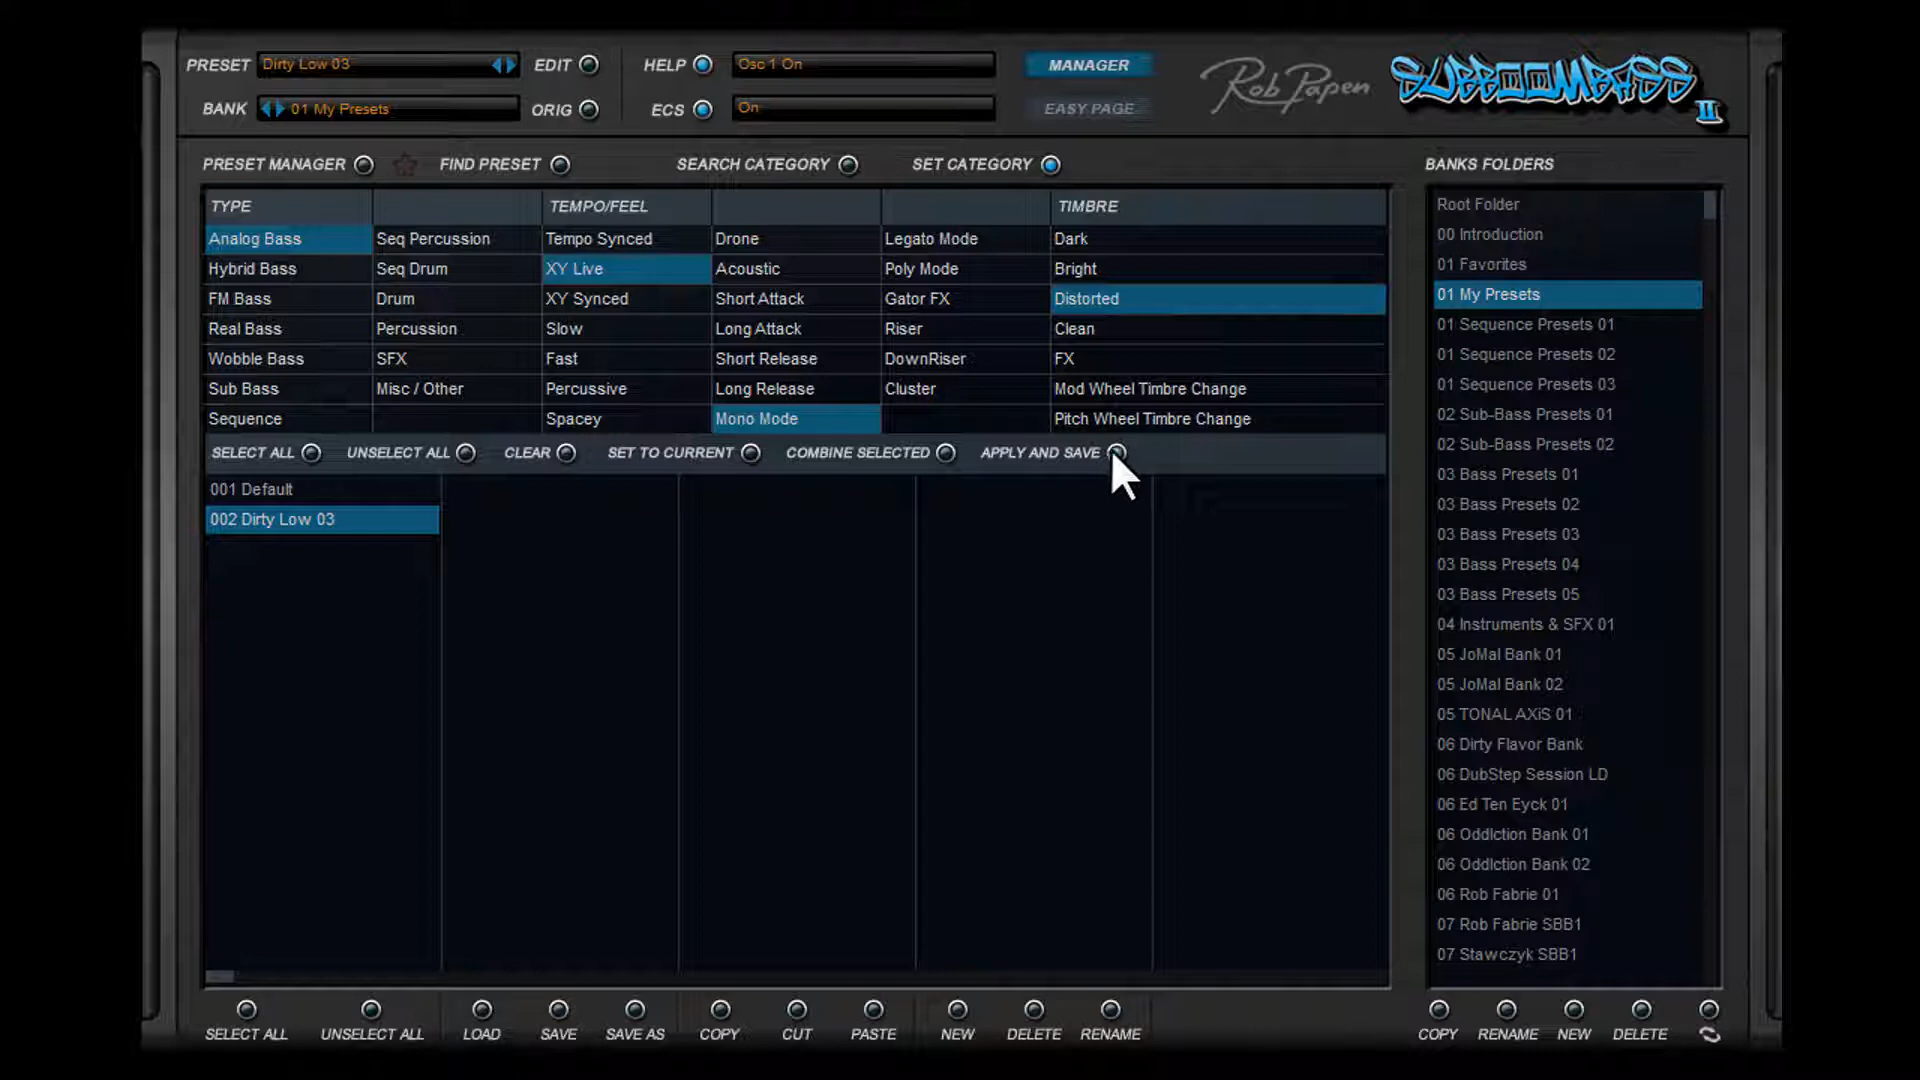 PRESET Dirty Low 03 EDIT HELP Osc 1 On MANAGER Rob Papen SUBBOOMBASS II
BANK 01 My Presets ORIG ECS On EASY PAGE
PRESET MANAGER FIND PRESET SEARCH CATEGORY SET CATEGORY BANKS FOLDERS
TYPE TEMPO/FEEL TIMBRE
Analog Bass Seq Percussion Tempo Synced Drone Legato Mode Dark
Hybrid Bass Seq Drum XY Live Acoustic Poly Mode Bright
FM Bass Drum XY Synced Short Attack Gator FX Distorted
Real Bass Percussion Slow Long Attack Riser Clean
Wobble Bass SFX Fast Short Release DownRiser FX
Sub Bass Misc / Other Percussive Long Release Cluster Mod Wheel Timbre Change
Sequence Spacey Mono Mode Pitch Wheel Timbre Change
SELECT ALL UNSELECT ALL CLEAR SET TO CURRENT COMBINE SELECTED APPLY AND SAVE
001 Default
002 Dirty Low 03
Root Folder
00 Introduction
01 Favorites
01 My Presets
01 Sequence Presets 01
01 Sequence Presets 02
01 Sequence Presets 03
02 Sub-Bass Presets 01
02 Sub-Bass Presets 02
03 Bass Presets 01
03 Bass Presets 02
03 Bass Presets 03
03 Bass Presets 04
03 Bass Presets 05
04 Instruments & SFX 01
05 JoMal Bank 01
05 JoMal Bank 02
05 TONAL AXiS 01
06 Dirty Flavor Bank
06 DubStep Session LD
06 Ed Ten Eyck 01
06 OddIction Bank 01
06 OddIction Bank 02
06 Rob Fabrie 01
07 Rob Fabrie SBB1
07 Stawczyk SBB1
SELECT ALL UNSELECT ALL LOAD SAVE SAVE AS COPY CUT PASTE NEW DELETE RENAME COPY RENAME NEW DELETE